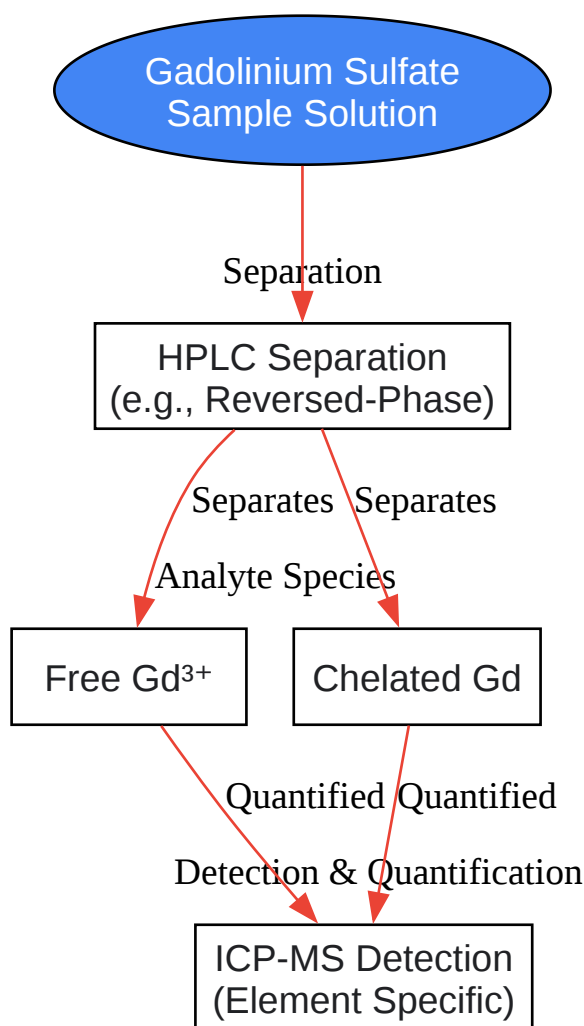 Gadolinium Sulfate
Sample Solution
Separation
HPLC Separation
(e.g., Reversed-Phase)
Separates
Separates
Analyte Species
Free Gd³⁺
Chelated Gd
Quantified
Quantified
Detection & Quantification
ICP-MS Detection
(Element Specific)